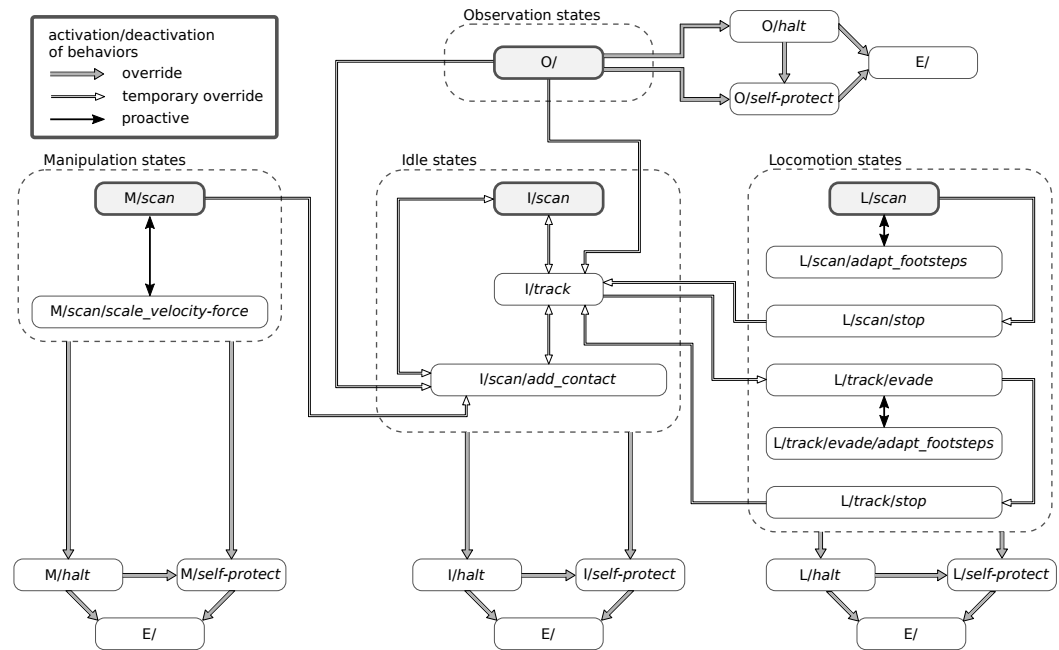 Observation states
activation/deactivation
of behaviors
override
temporary override
proactive
O/
O/halt
E/
O/self-protect
Manipulation states
Idle states
Locomotion states
M/scan
I/scan
L/scan
L/scan/adapt_footsteps
I/track
M/scan/scale_velocity-force
L/scan/stop
I/scan/add_contact
L/track/evade
L/track/evade/adapt_footsteps
L/track/stop
M/halt
M/self-protect
I/halt
I/self-protect
L/halt
L/self-protect
E/
E/
E/